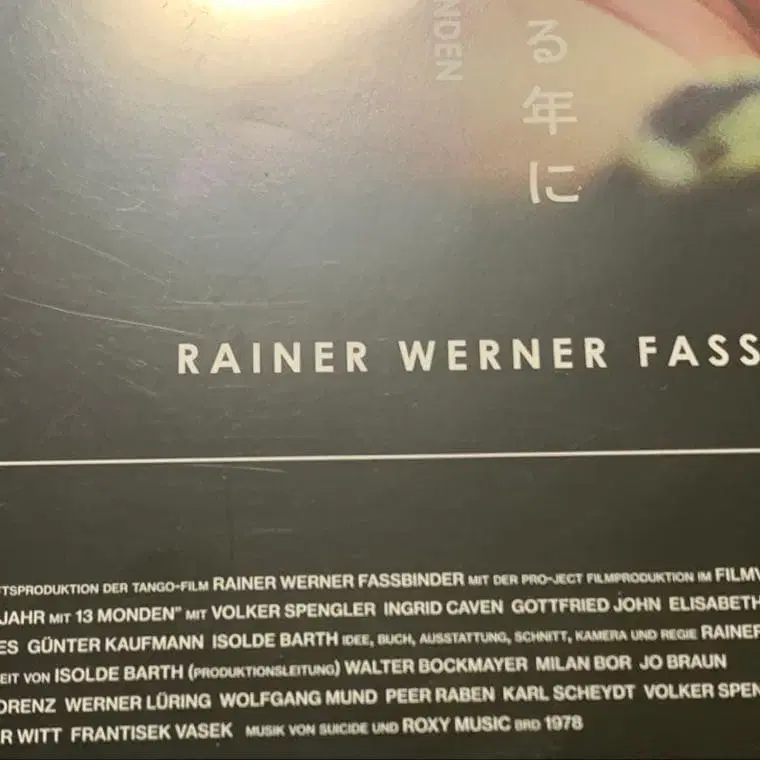 NDEN
る年に
RAINER WERNER FASS
TSPRODUKTION DER TANGO-FILM RAINER WERNER FASSBINDER MIT DER PRO-JECT FILMPRODUKTION IM FILMV
JAHR MIT 13 MONDEN" MIT VOLKER SPENGLER INGRID CAVEN GOTTFRIED JOHN ELISABETH
ES GÜNTER KAUFMANN ISOLDE BARTH IDEE, BUCH, AUSSTATTUNG, SCHNITT, KAMERA UND REGIE RAINER
EIT VON ISOLDE BARTH (PRODUKTIONSLEITUNG) WALTER BOCKMAYER MILAN BOR JO BRAUN
ORENZ WERNER LÜRING WOLFGANG MUND PEER RABEN KARL SCHEYDT VOLKER SPEN
R WITT FRANTISEK VASEK MUSIK VON SUICIDE UND ROXY MUSIC BRD 1978